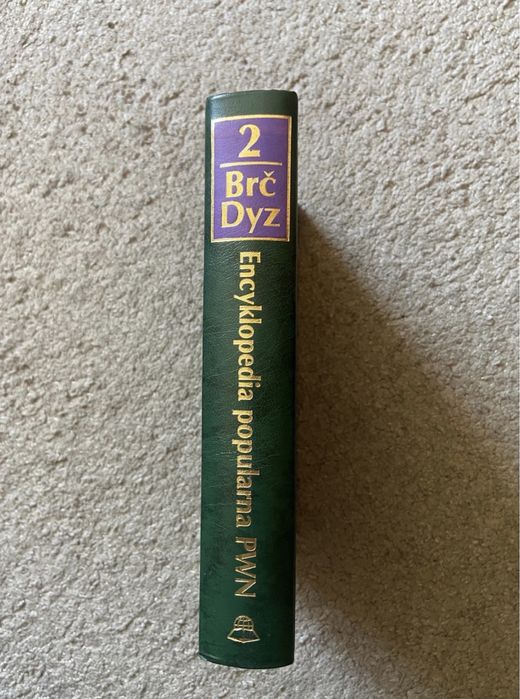 2
Brč
Dyz
Encyklopedia popularna PWN